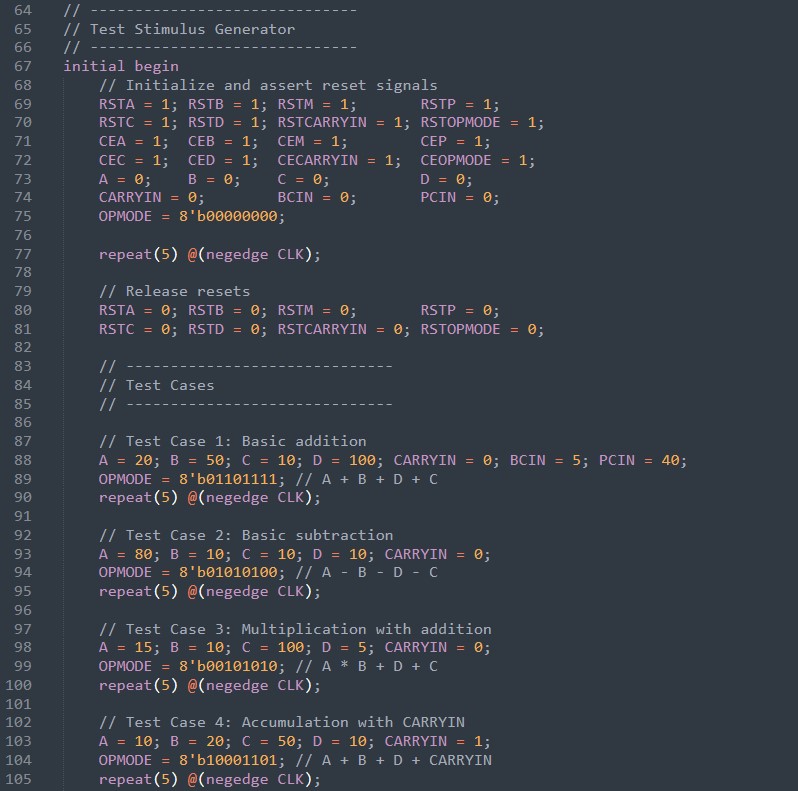 64 // ------------------------------
65 // Test Stimulus Generator
66 // ------------------------------
67 initial begin
68 // Initialize and assert reset signals
69 RSTA = 1; RSTB = 1; RSTM = 1; RSTP = 1;
70 RSTC = 1; RSTD = 1; RSTCARRYIN = 1; RSTOPMODE = 1;
71 CEA = 1; CEB = 1; CEM = 1; CEP = 1;
72 CEC = 1; CED = 1; CECARRYIN = 1; CEOPMODE = 1;
73 A = 0; B = 0; C = 0; D = 0;
74 CARRYIN = 0; BCIN = 0; PCIN = 0;
75 OPMODE = 8'b00000000;
76
77 repeat(5) @(negedge CLK);
78
79 // Release resets
80 RSTA = 0; RSTB = 0; RSTM = 0; RSTP = 0;
81 RSTC = 0; RSTD = 0; RSTCARRYIN = 0; RSTOPMODE = 0;
82
83 // ------------------------------
84 // Test Cases
85 // ------------------------------
86
87 // Test Case 1: Basic addition
88 A = 20; B = 50; C = 10; D = 100; CARRYIN = 0; BCIN = 5; PCIN = 40;
89 OPMODE = 8'b01101111; // A + B + D + C
90 repeat(5) @(negedge CLK);
91
92 // Test Case 2: Basic subtraction
93 A = 80; B = 10; C = 10; D = 10; CARRYIN = 0;
94 OPMODE = 8'b01010100; // A - B - D - C
95 repeat(5) @(negedge CLK);
96
97 // Test Case 3: Multiplication with addition
98 A = 15; B = 10; C = 100; D = 5; CARRYIN = 0;
99 OPMODE = 8'b00101010; // A * B + D + C
100 repeat(5) @(negedge CLK);
101
102 // Test Case 4: Accumulation with CARRYIN
103 A = 10; B = 20; C = 50; D = 10; CARRYIN = 1;
104 OPMODE = 8'b10001101; // A + B + D + CARRYIN
105 repeat(5) @(negedge CLK);